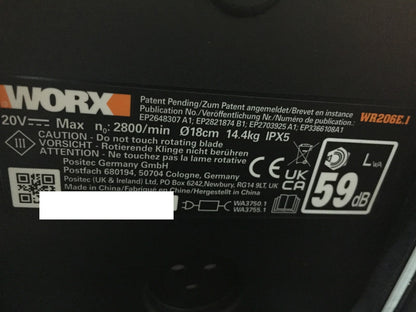 WORX
Patent Pending/Zum Patent angemeldet/Brevet en instance
Publication No./Veröffentlichung Nr./Numéro de publication:
EP2648307 A1; EP2821874 B1; EP2703925 A1; EP3366108A1
WR206E.1
20V Max n₀: 2800/min Ø18cm 14.4kg IPX5
CAUTION - Do not touch rotating blade
VORSICHT - Rotierende Klinge nicht berühren
ATTENTION - Ne touchez pas la lame rotative
III
Positec Germany GmbH
Postfach 680194, 50704 Cologne, Germany
Positec (UK & Ireland) Ltd, PO Box 6242, Newbury, RG14 9LT, UK
Made in China/Fabriqué en Chine/Hergestellt in China
CE
UK
CA
LWA
59dB
WA3750.1
WA3755.1